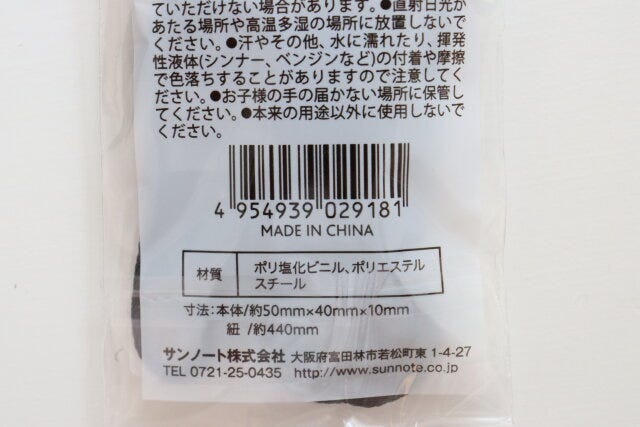 ていただけない場合があります。●直射日光が
あたる場所や高温多湿の場所に放置しないで
ください。●汗やその他、水に濡れたり、揮発
性液体(シンナー、ベンジンなど)の付着や摩擦
で色落ちすることがありますので注意してく
ださい。●お子様の手の届かない場所に保管し
てください。●本来の用途以外に使用しないで
ください。
4 954939 029181
MADE IN CHINA
材質 ポリ塩化ビニル、ポリエステル
スチール
寸法:本体/約50mm×40mm×10mm
紐 /約440mm
サンノート株式会社 大阪府富田林市若松町東 1-4-27
TEL 0721-25-0435 http://www.sunnote.co.jp